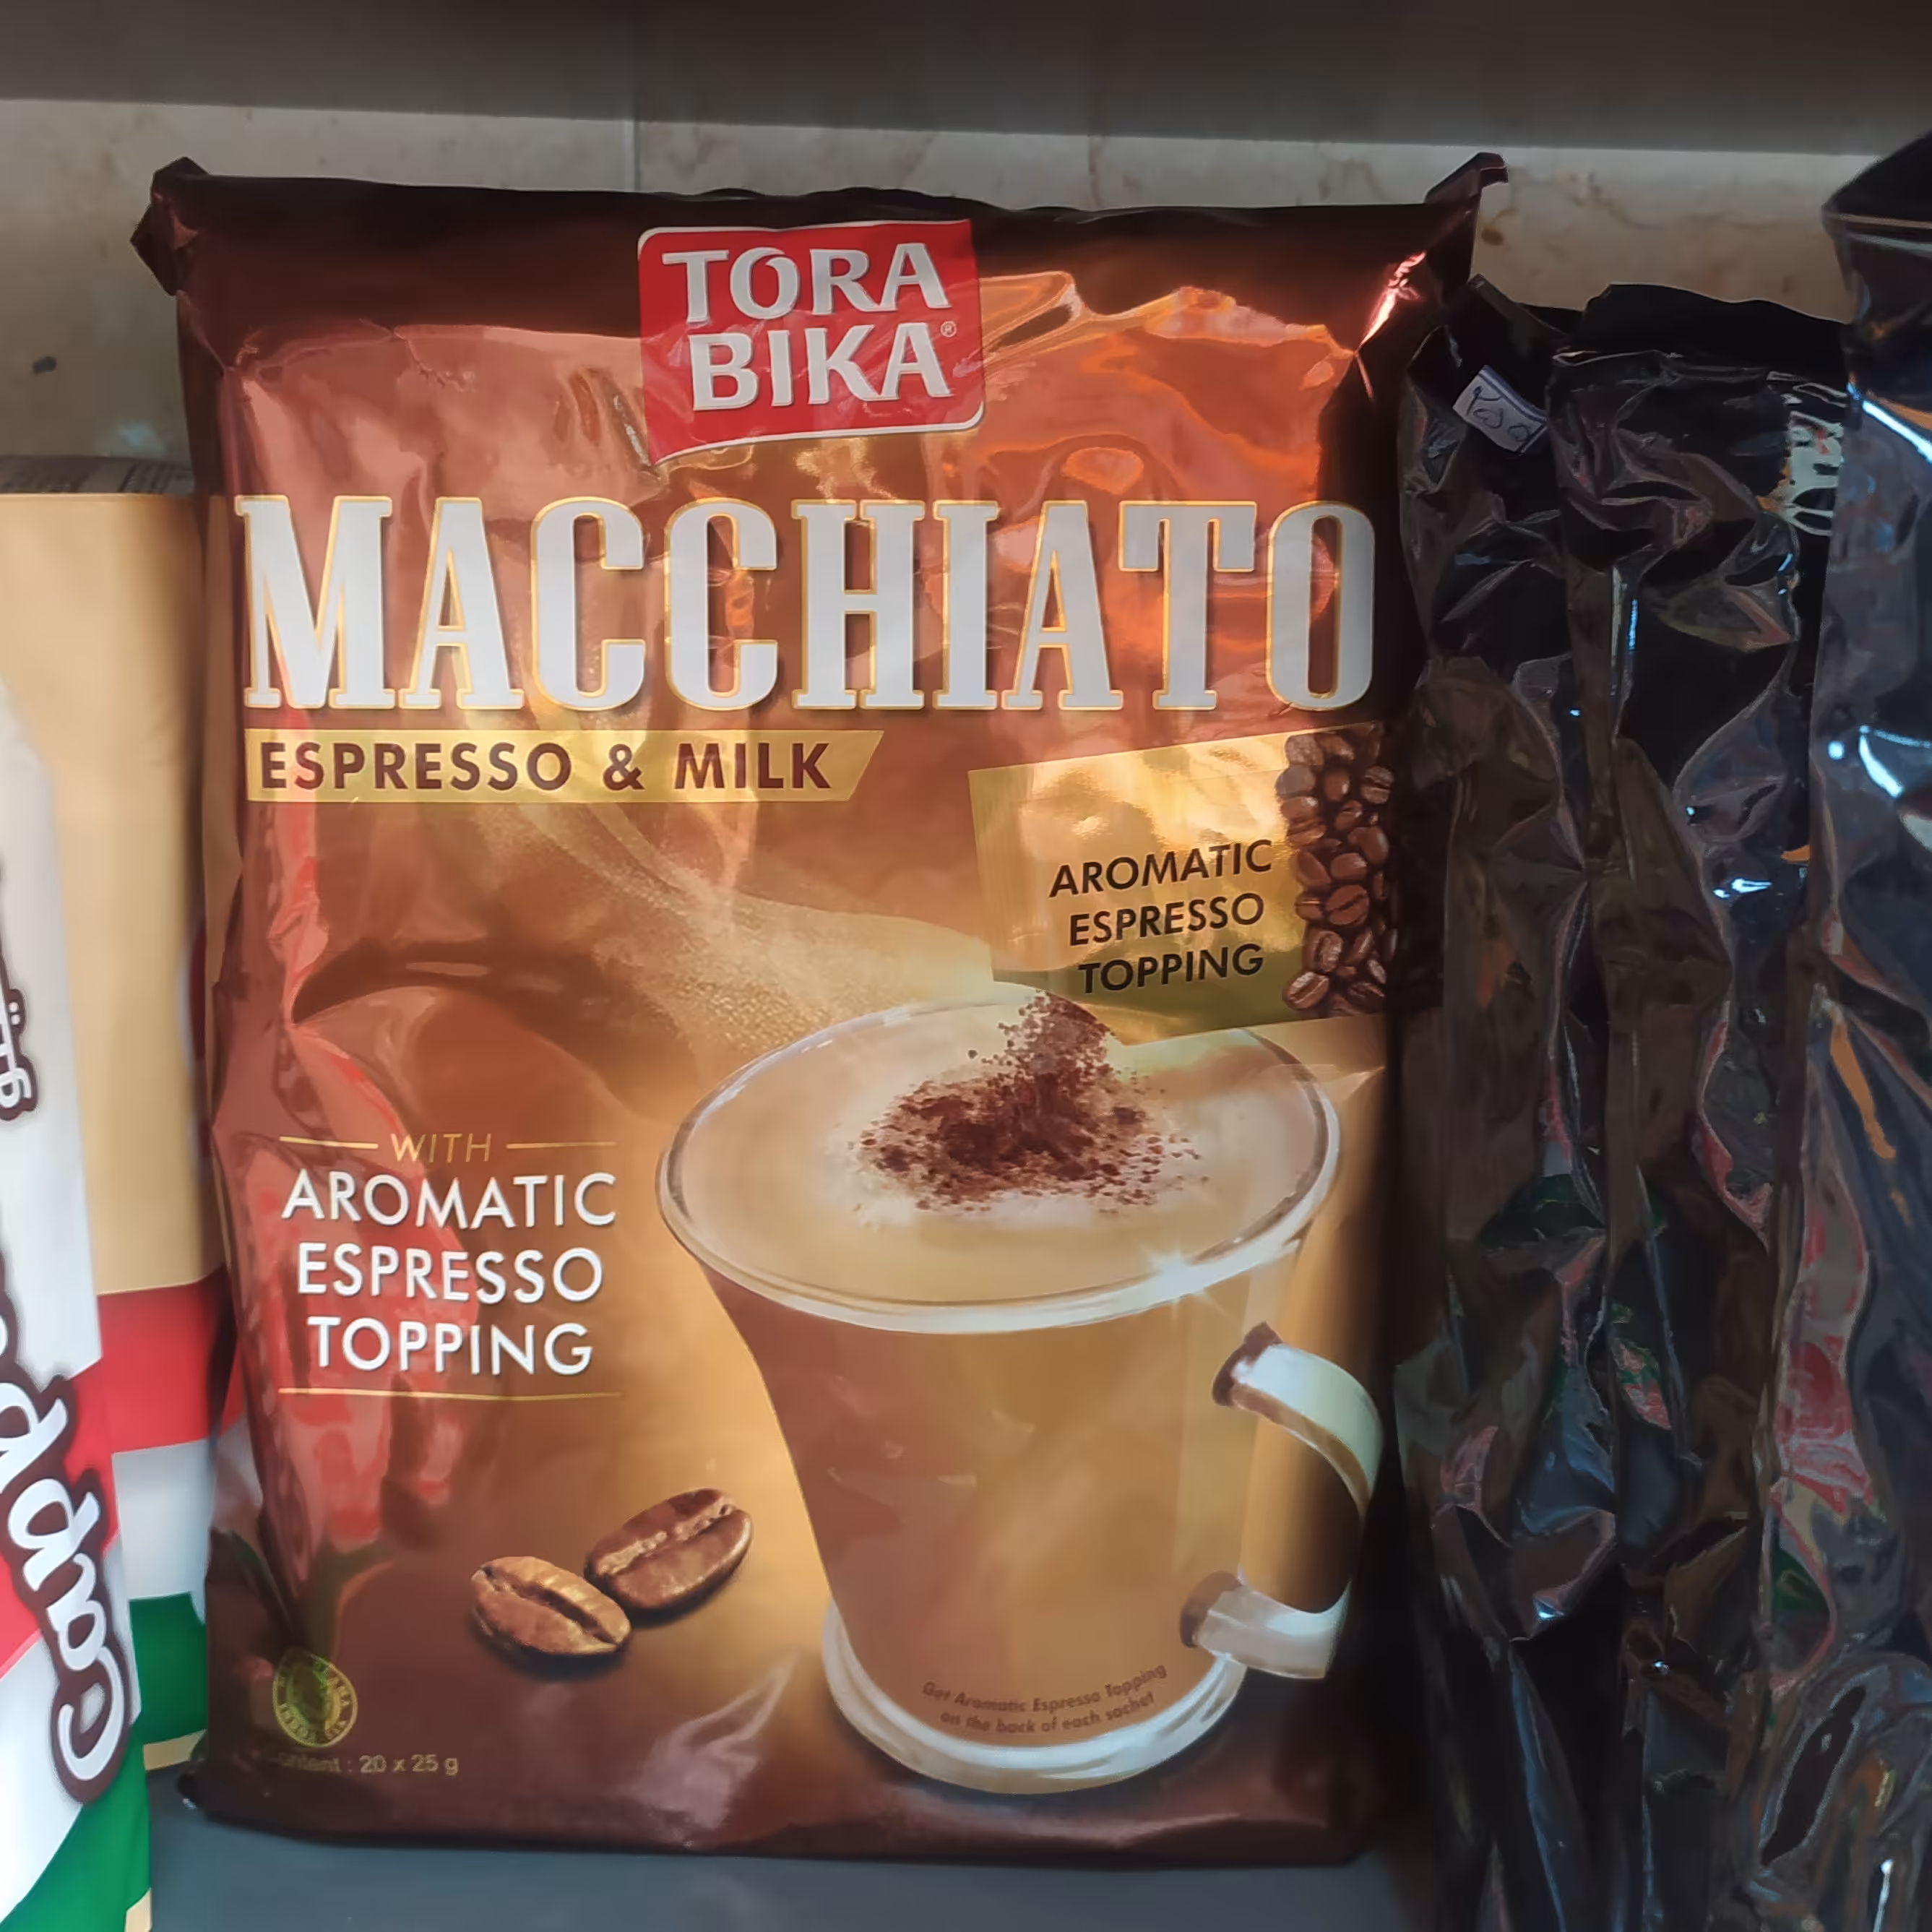 TORA
BIKA®
MACCHIATO
ESPRESSO & MILK
AROMATIC
ESPRESSO
TOPPING
WITH
AROMATIC
ESPRESSO
TOPPING
Get Aromatic Espresso Topping
on the back of each sachet
Content : 20 x 25 g